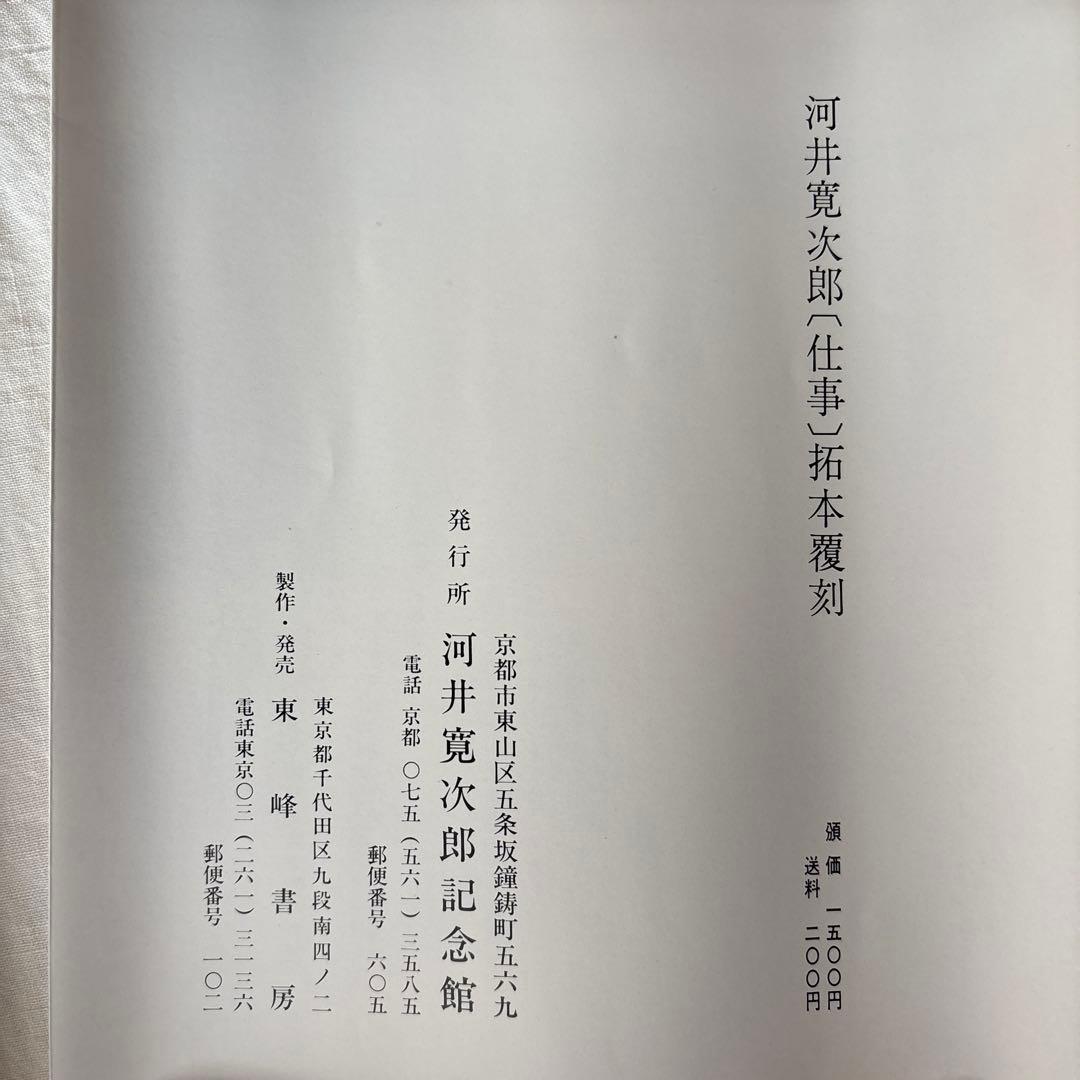 河井寛次郎〔仕事〕拓本覆刻
頒価 一五〇〇円
送料 二〇〇円
京都市東山区五条坂鐘鋳町五六九
発行所 河井寛次郎記念館
電話 京都 〇七五(五六一)三五八五
郵便番号 六〇五
東京都千代田区九段南四ノ二
製作・発売 東峰書房
電話東京〇三(二六一)三一三六
郵便番号 一〇二